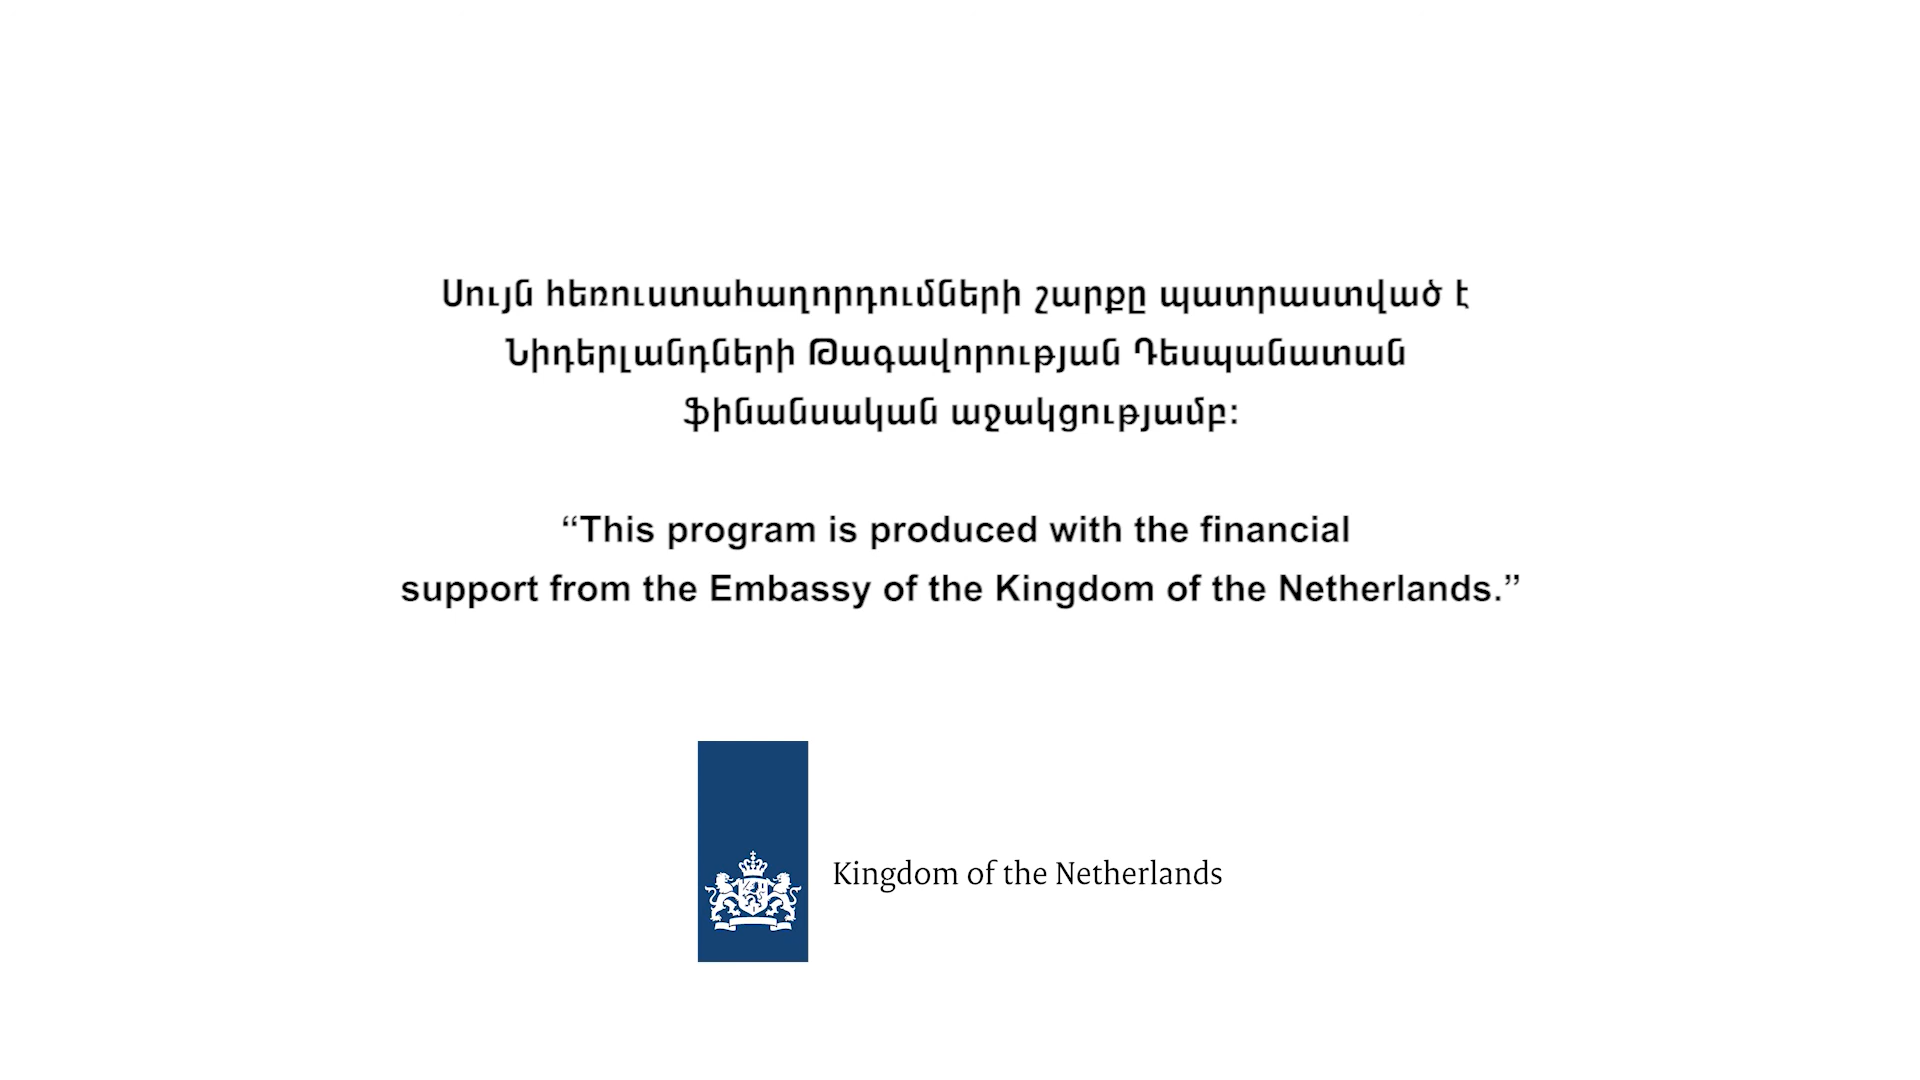 Սույն հեռուստահաղորդումների շարքը պատրաստված է
Նիդերլանդների Թագավորության Դեսպանատան
ֆինանսական աջակցությամբ:
“This program is produced with the financial
support from the Embassy of the Kingdom of the Netherlands.”
Kingdom of the Netherlands